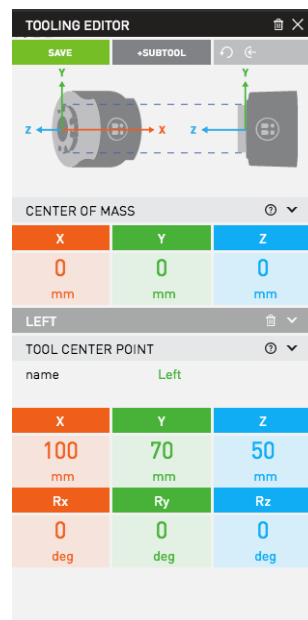 TOOLING EDITOR
SAVE +SUBTOOL
Y Y
Z X Z
CENTER OF MASS
X Y Z
0 0 0
mm mm mm
LEFT
TOOL CENTER POINT
name Left
X Y Z
100 70 50
mm mm mm
Rx Ry Rz
0 0 0
deg deg deg